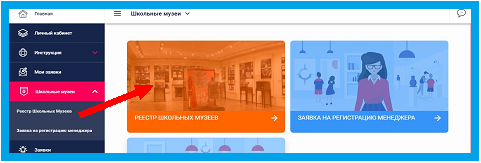 Главная
Школьные музеи
Личный кабинет
Инструкция
Мои заявки
Школьные музеи
Реестр Школьных Музеев
Заявка на регистрацию менеджера
Заявки
РЕЕСТР ШКОЛЬНЫХ МУЗЕЕВ
ЗАЯВКА НА РЕГИСТРАЦИЮ МЕНЕДЖЕРА